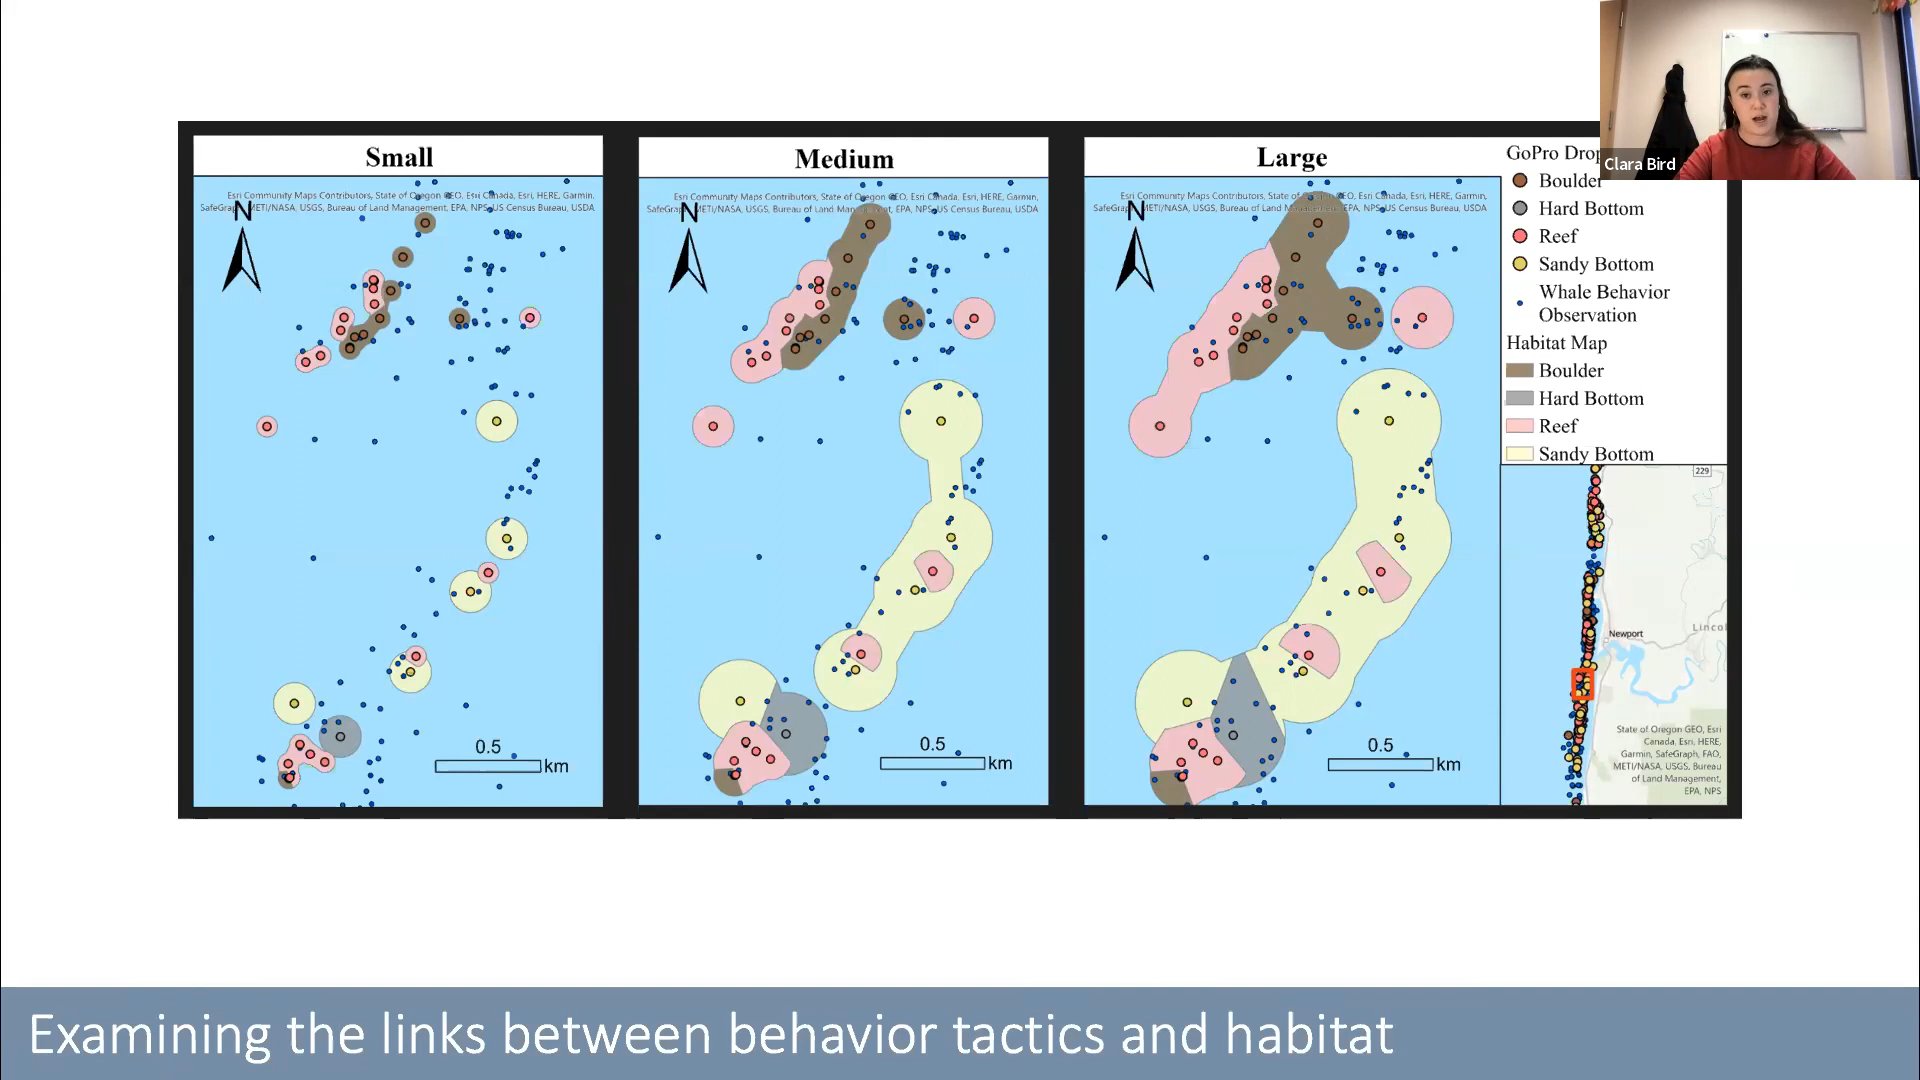 Small
Esri Community Maps Contributors, State of Oregon GEO, Esri Canada, Esri, HERE, Garmin,
SafeGraph, METI/NASA, USGS, Bureau of Land Management, EPA, NPS, US Census Bureau, USDA
N
0.5
km
Medium
Esri Community Maps Contributors, State of Oregon GEO, Esri Canada, Esri, HERE, Garmin,
SafeGraph, METI/NASA, USGS, Bureau of Land Management, EPA, NPS, US Census Bureau, USDA
N
0.5
km
Large
Esri Community Maps Contributors, State of Oregon GEO, Esri Canada, Esri, HERE, Garmin,
SafeGraph, METI/NASA, USGS, Bureau of Land Management, EPA, NPS, US Census Bureau, USDA
N
0.5
km
GoPro Drop
Boulder
Hard Bottom
Reef
Sandy Bottom
Whale Behavior
Observation
Habitat Map
Boulder
Hard Bottom
Reef
Sandy Bottom
229
Newport
Lincol
State of Oregon GEO, Esri
Canada, Esri, HERE,
Garmin, SafeGraph, FAO,
METI/NASA, USGS, Bureau
of Land Management,
EPA, NPS
Clara Bird
Examining the links between behavior tactics and habitat